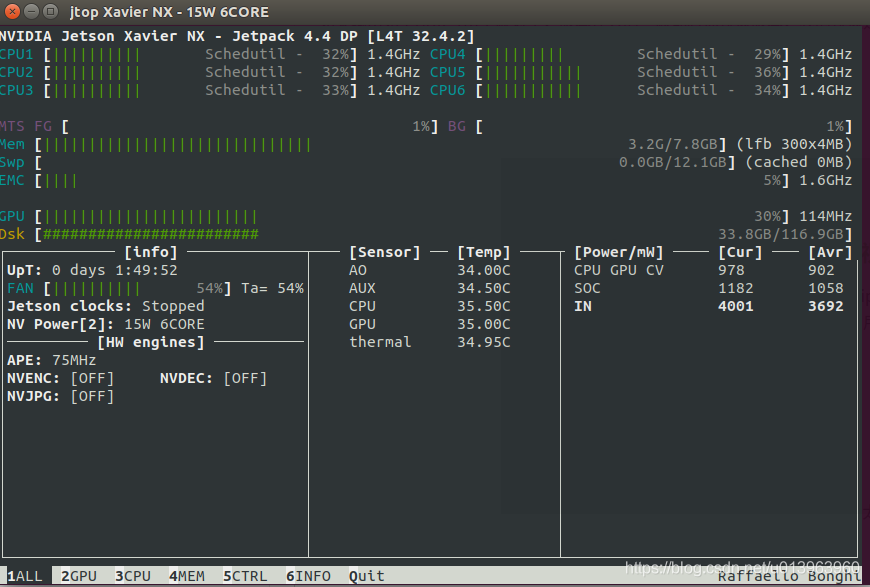 jtop Xavier NX - 15W 6CORE
NVIDIA Jetson Xavier NX - Jetpack 4.4 DP [L4T 32.4.2]
CPU1 [|||||||||| Schedutil - 32%] 1.4GHz CPU4 [||||||||| Schedutil - 29%] 1.4GHz
CPU2 [|||||||||| Schedutil - 32%] 1.4GHz CPU5 [||||||||||| Schedutil - 36%] 1.4GHz
CPU3 [|||||||||| Schedutil - 33%] 1.4GHz CPU6 [||||||||||| Schedutil - 34%] 1.4GHz
MTS FG [ 1%] BG [ 1%]
Mem [|||||||||||||||||||||||||||||| 3.2G/7.8GB] (lfb 300x4MB)
Swp [ 0.0GB/12.1GB] (cached 0MB)
EMC [|||| 5%] 1.6GHz
GPU [|||||||||||||||||||||||| 30%] 114MHz
Dsk [######################## 33.8GB/116.9GB]
[info] [Sensor] [Temp] [Power/mW] [Cur] [Avr]
UpT: 0 days 1:49:52 AO 34.00C CPU GPU CV 978 902
FAN [|||||||||| 54%] Ta= 54% AUX 34.50C SOC 1182 1058
Jetson clocks: Stopped CPU 35.50C IN 4001 3692
NV Power[2]: 15W 6CORE GPU 35.00C
[HW engines] thermal 34.95C
APE: 75MHz
NVENC: [OFF] NVDEC: [OFF]
NVJPG: [OFF]
https://blog.csdn.net/u013963960
1ALL 2GPU 3CPU 4MEM 5CTRL 6INFO Quit Raffaello Bonghi